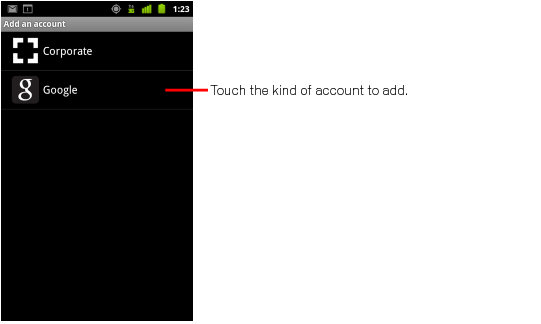 1:23
Add an account
Corporate
Google
Touch the kind of account to add.